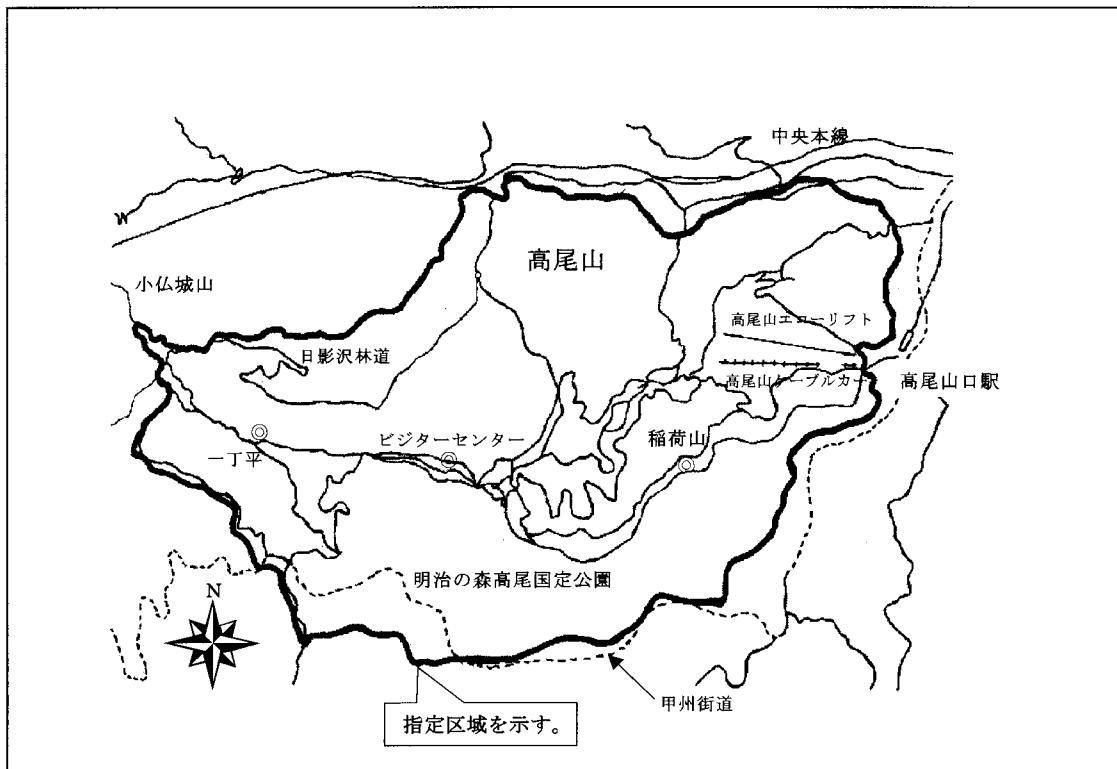 中央本線
高尾山
小仏城山
高尾山エコーリフト
日影沢林道
高尾山ケーブルカー
高尾山口駅
稲荷山
ビジターセンター
一丁平
明治の森高尾国定公園
N
甲州街道
指定区域を示す。